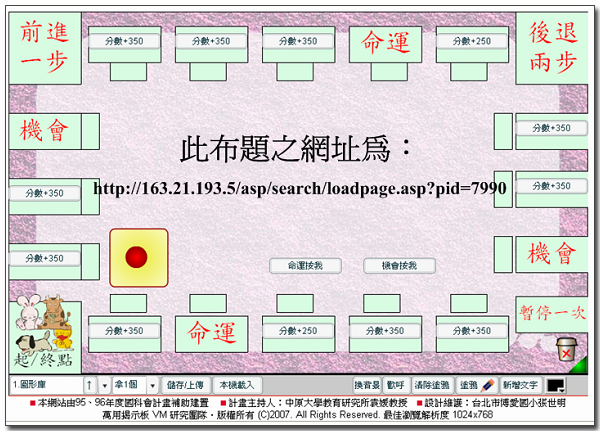 前進
一步
分數+350
分數+350
分數+350
命運
分數+250
後退
兩步
機會
分數+350
此布題之網址為：
分數+350
http://163.21.193.5/asp/search/loadpage.asp?pid=7990
分數+350
分數+350
命運按我
機會按我
機會
起/終點
分數+350
命運
分數+250
分數+350
分數+350
暫停一次
1.圖形庫
拿1個
儲存/上傳
本機載入
換背景
歡呼
清除塗鴉
塗鴉
新增文字
■ 本網站由95、96年度國科會計畫補助建置 ■ 計畫主持人：中原大學教育研究所袁媛教授 ■ 設計維護：台北市博愛國小張世明
萬用揭示板 VM 研究團隊‧版權所有 (C)2007. All Rights Reserved. 最佳瀏覽解析度 1024x768